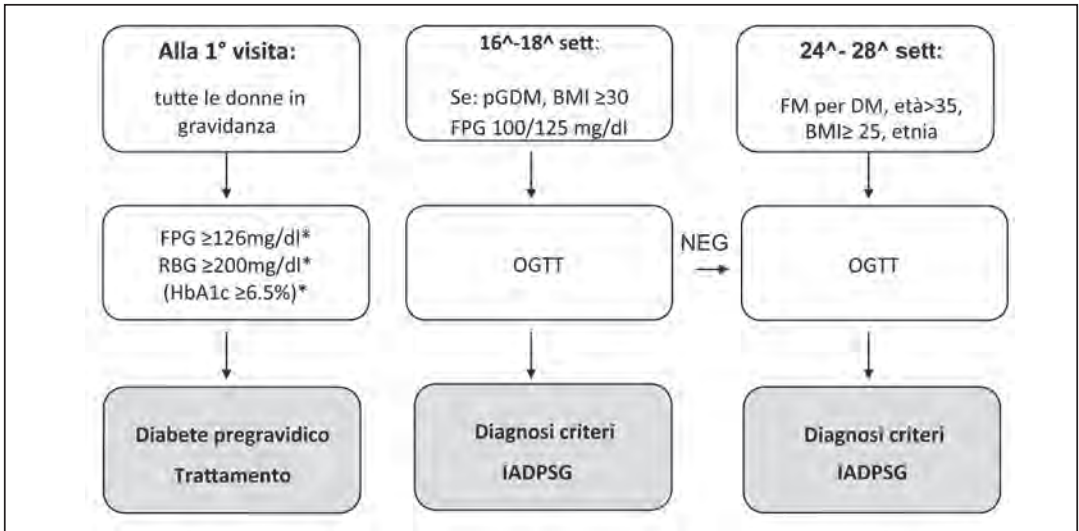 Alla 1° visita:
tutte le donne in
gravidanza
FPG ≥126mg/dl*
RBG ≥200mg/dl*
(HbA1c ≥6.5%)*
Diabete pregravidico
Trattamento
16^-18^ sett:
Se: pGDM, BMI ≥30
FPG 100/125 mg/dl
OGTT
Diagnosi criteri
IADPSG
NEG
24^- 28^ sett:
FM per DM, età>35,
BMI≥ 25, etnia
OGTT
Diagnosi criteri
IADPSG